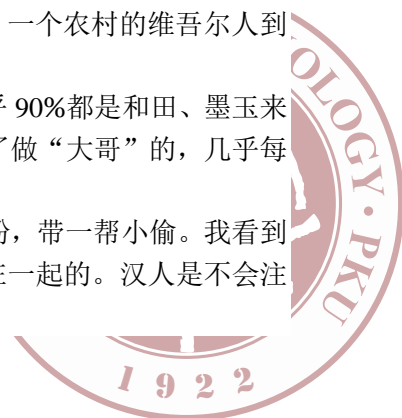 一个农村的维吾尔人到
90%都是和田、墨玉来
了做“大哥”的，几乎每
，带一帮小偷。我看到
一起的。汉人是不会注
OLOGY · PKU
1922